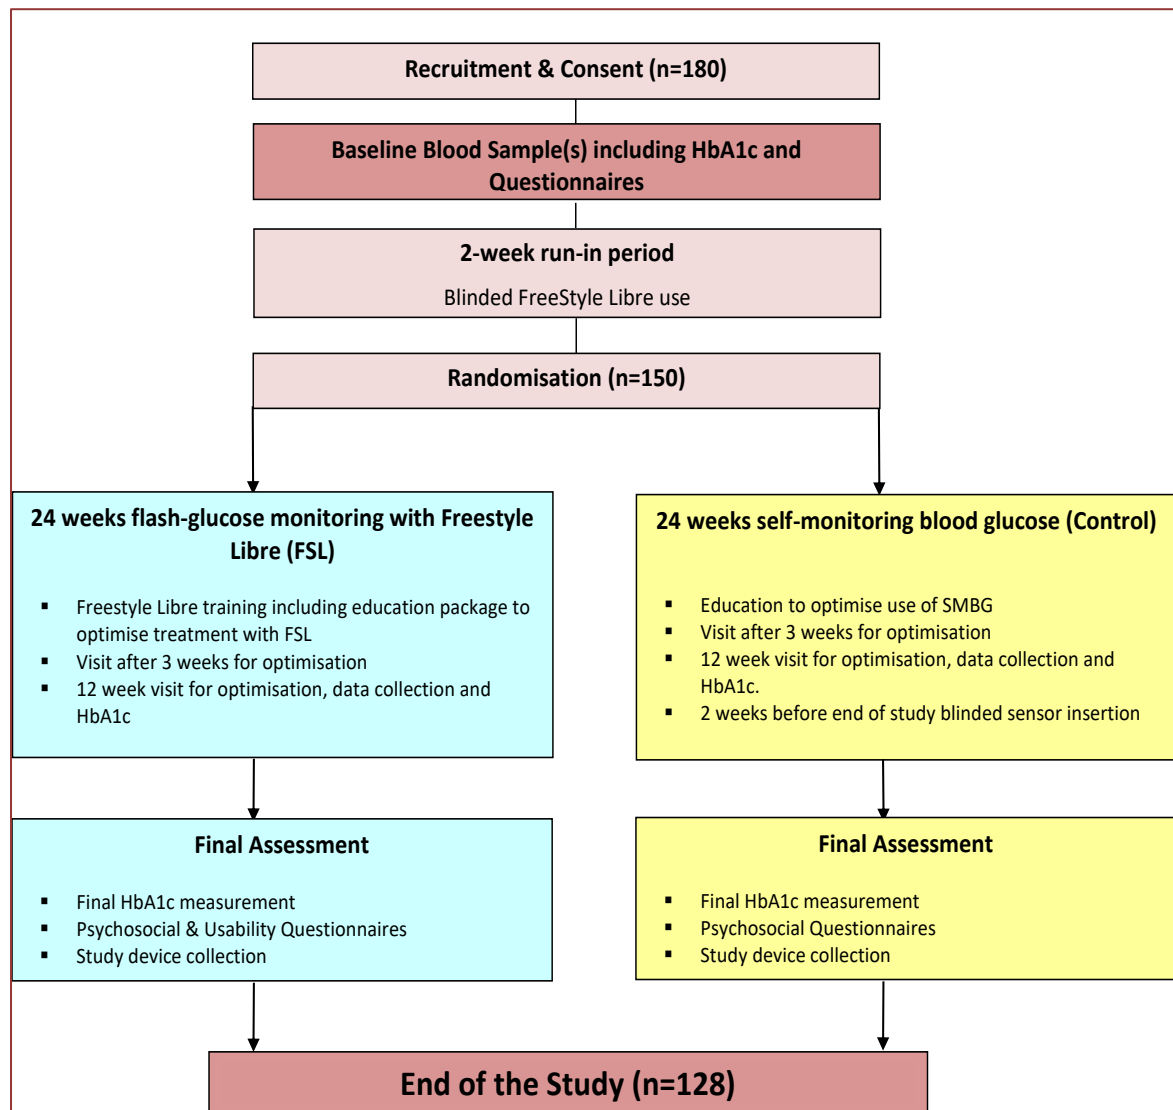 Recruitment & Consent (n=180)
Baseline Blood Sample(s) including HbA1c and
Questionnaires
2-week run-in period
Blinded FreeStyle Libre use
Randomisation (n=150)
24 weeks flash-glucose monitoring with Freestyle
Libre (FSL)
▪ Freestyle Libre training including education package to
optimise treatment with FSL
▪ Visit after 3 weeks for optimisation
▪ 12 week visit for optimisation, data collection and
HbA1c
24 weeks self-monitoring blood glucose (Control)
▪ Education to optimise use of SMBG
▪ Visit after 3 weeks for optimisation
▪ 12 week visit for optimisation, data collection and
HbA1c.
▪ 2 weeks before end of study blinded sensor insertion
Final Assessment
▪ Final HbA1c measurement
▪ Psychosocial & Usability Questionnaires
▪ Study device collection
Final Assessment
▪ Final HbA1c measurement
▪ Psychosocial Questionnaires
▪ Study device collection
End of the Study (n=128)